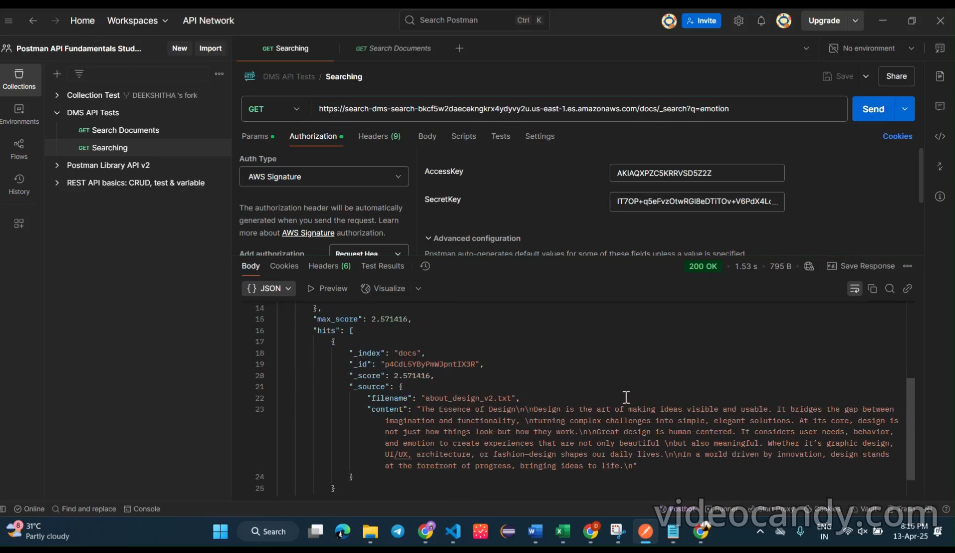 Home Workspaces API Network Search Postman Ctrl K Invite Upgrade
Postman API Fundamentals Stud... New Import GET Searching GET Search Documents No environment
Collections
Environments
Flows
History
Collection Test DEEKSHITHA 's fork
DMS API Tests
GET Search Documents
GET Searching
Postman Library API v2
REST API basics: CRUD, test & variable
HTTP DMS API Tests / Searching Save Share
GET https://search-dms-search-bkcf5w2daecekngkrx4ydyvy2u.us-east-1.es.amazonaws.com/docs/_search?q=emotion Send
Params Authorization Headers (9) Body Scripts Tests Settings Cookies
Auth Type
AWS Signature
The authorization header will be automatically
generated when you send the request. Learn
more about AWS Signature authorization.
Add authorization Request Hea...
AccessKey
SecretKey
Advanced configuration
Postman auto-generates default values for some of these fields unless a value is specified.
Body Cookies Headers (6) Test Results 200 OK 1.53 s 795 B Save Response
{ } JSON Preview Visualize
14 },
15 "max_score": 2.571416,
16 "hits": [
17 {
18 "_index": "docs",
19 "_id": "p4CdL5YByPmWJpntIX3R",
20 "_score": 2.571416,
21 "_source": {
22 "filename": "about_design_v2.txt",
23 "content": "The Essence of Design\n\nDesign is the art of making ideas visible and usable. It bridges the gap between
imagination and functionality, \nturning complex challenges into simple, elegant solutions. At its core, design is
not just how things look but how they work.\n\nGreat design is human centered. It considers user needs, behavior,
and emotion to create experiences that are not only beautiful \nbut also meaningful. Whether it's graphic design,
UI/UX, architecture, or fashion—design shapes our daily lives.\n\nIn a world driven by innovation, design stands
at the forefront of progress, bringing ideas to life.\n"
24 }
25 }
Online Find and replace Console
videocandy.com
31°C
Partly cloudy
Search
ENG
IN
8:16 PM
13-Apr-25